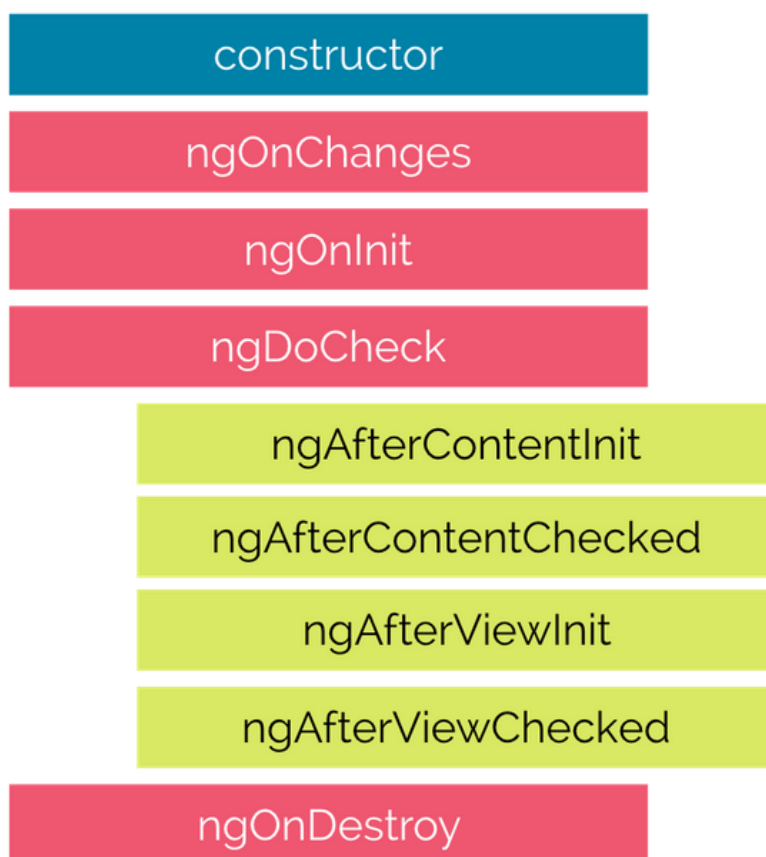 constructor
ngOnChanges
ngOnInit
ngDoCheck
ngAfterContentInit
ngAfterContentChecked
ngAfterViewInit
ngAfterViewChecked
ngOnDestroy